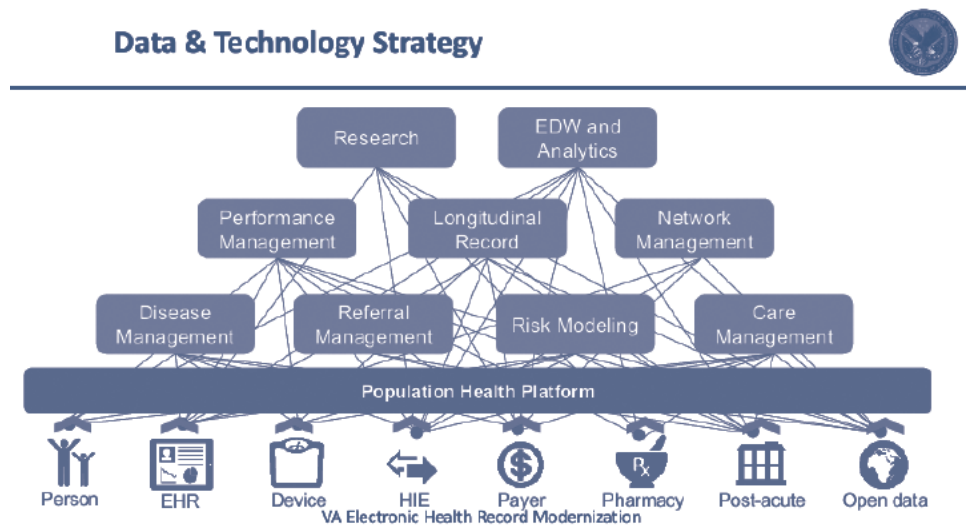 Data & Technology Strategy
Research
EDW and
Analytics
Performance
Management
Longitudinal
Record
Network
Management
Disease
Management
Referral
Management
Risk Modeling
Care
Management
Population Health Platform
Rx
$
Person
EHR
Device
HIE
Payer
Pharmacy
Post-acute
Open data
VA Electronic Health Record Modernization